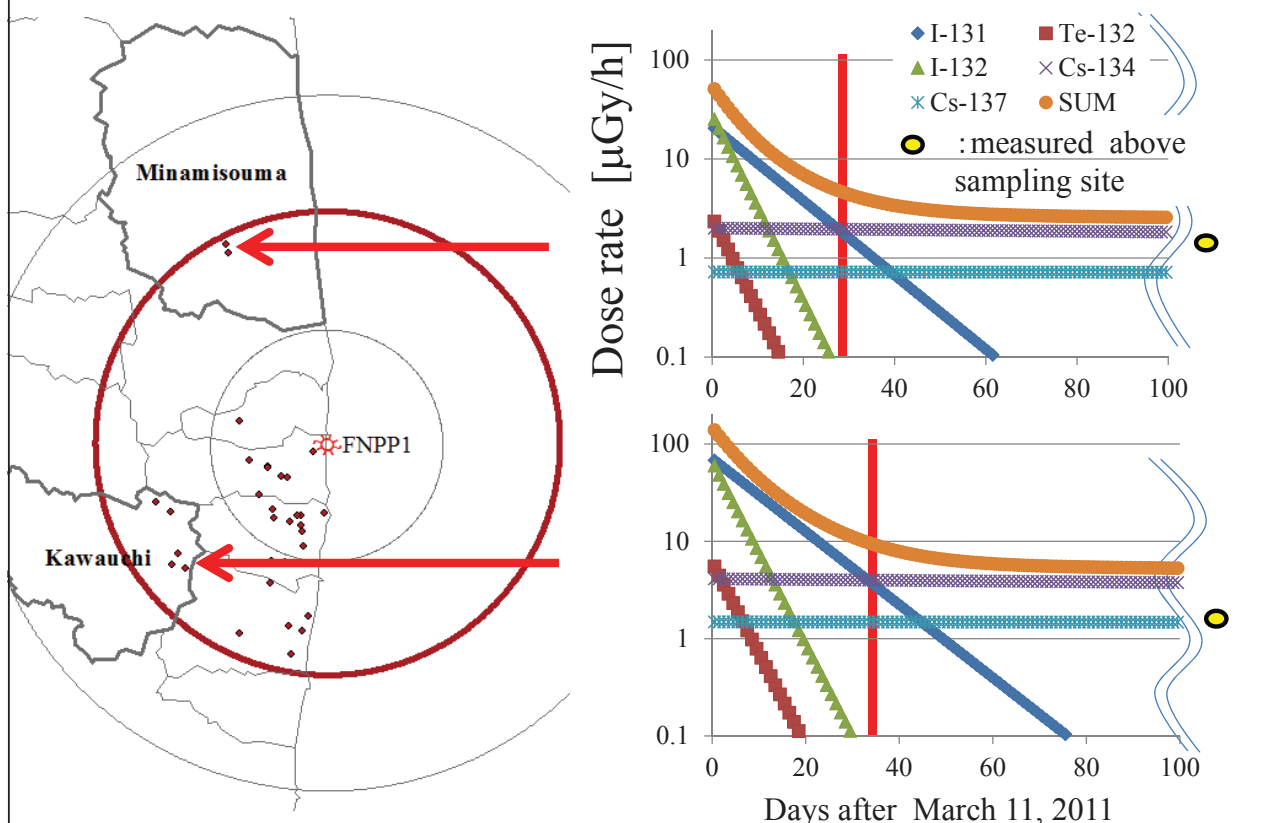 Minamisouma
FNPP1
Kawauchi
Dose rate [μGy/h]
I-131
Te-132
I-132
Cs-134
Cs-137
SUM
:measured above
sampling site
100
10
1
0.1
0 20 40 60 80 100
100
10
1
0.1
0 20 40 60 80 100
Days after March 11, 2011